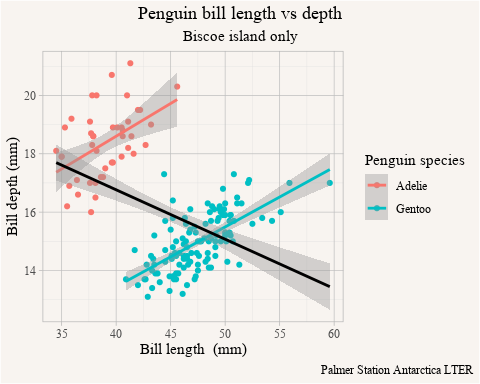 Penguin bill length vs depth
Biscoe island only
Bill depth (mm)
20
18
16
14
35
40
45
50
55
60
Bill length  (mm)
Penguin species
Adelie
Gentoo
Palmer Station Antarctica LTER